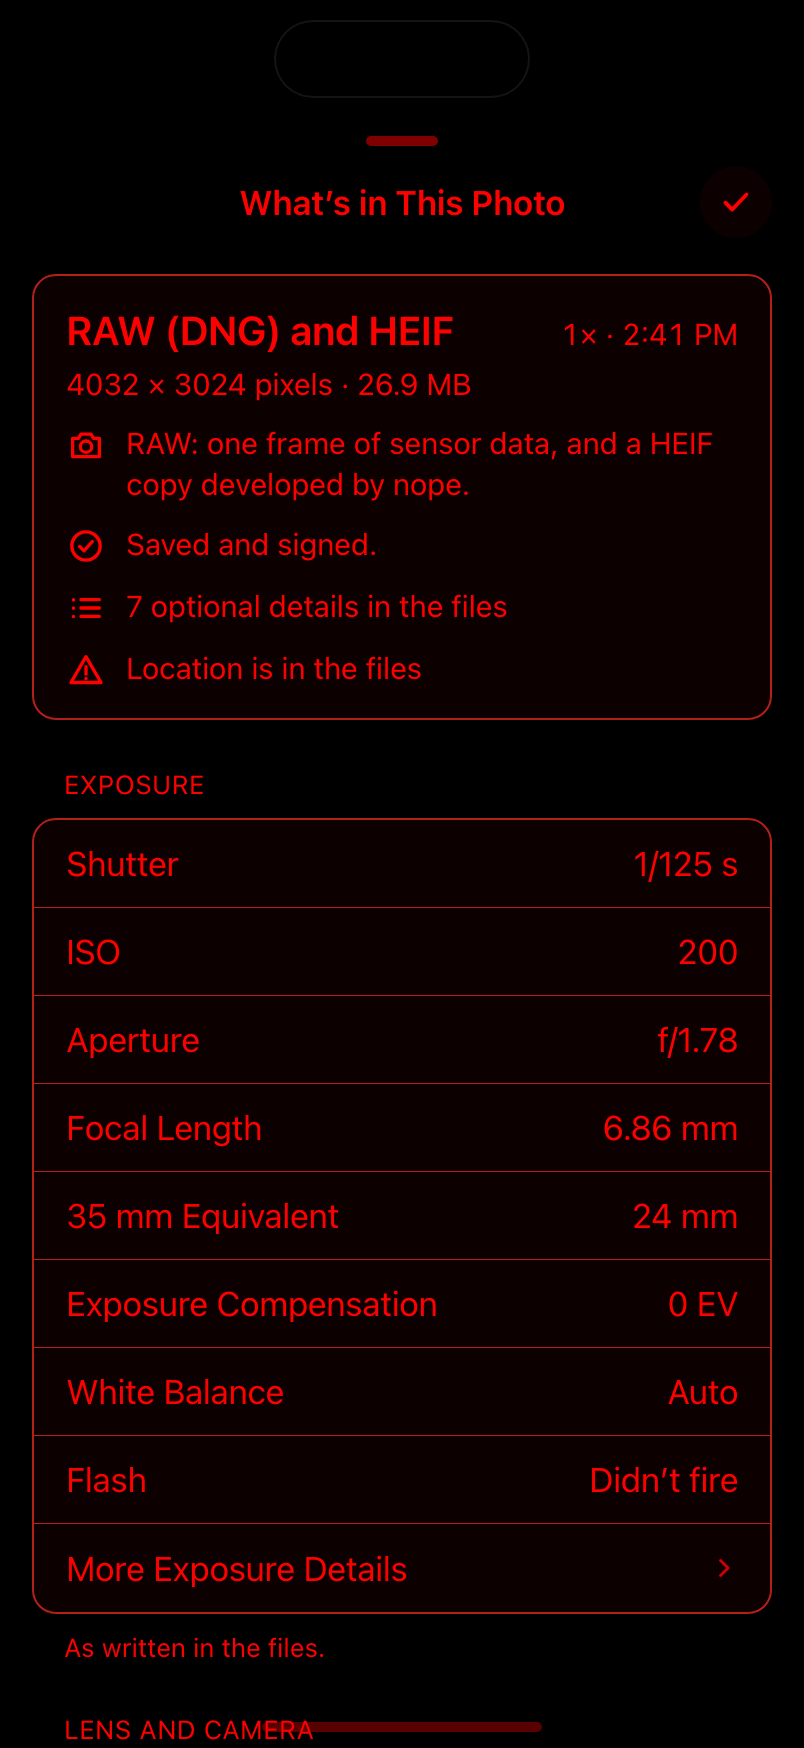 What’s in This Photo
RAW (DNG) and HEIF
1× · 2:41 PM
4032 × 3024 pixels · 26.9 MB
RAW: one frame of sensor data, and a HEIF
copy developed by nope.
Saved and signed.
7 optional details in the files
Location is in the files
EXPOSURE
Shutter 1/125 s
ISO 200
Aperture f/1.78
Focal Length 6.86 mm
35 mm Equivalent 24 mm
Exposure Compensation 0 EV
White Balance Auto
Flash Didn’t fire
More Exposure Details
As written in the files.
LENS AND CAMERA